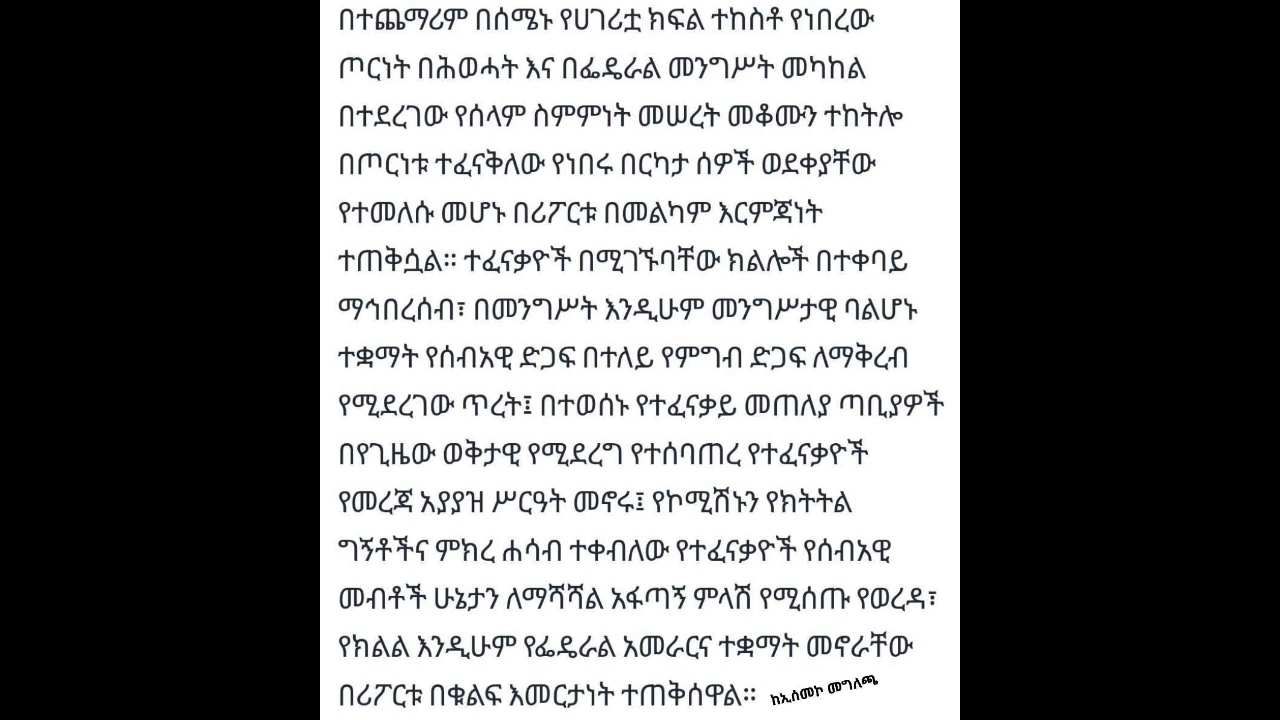 በተጨማሪም በሰሜኑ የሀገሪቷ ክፍል ተከስቶ የነበረው
ጦርነት በሕወሓት እና በፌዴራል መንግሥት መካከል
በተደረገው የሰላም ስምምነት መሠረት መቆሙን ተከትሎ
በጦርነቱ ተፈናቅለው የነበሩ በርካታ ሰዎች ወደቀያቸው
የተመለሱ መሆኑ በሪፖርቱ በመልካም እርምጃነት
ተጠቅሷል። ተፈናቃዮች በሚገኙባቸው ክልሎች በተቀባይ
ማኅበረሰብ፣ በመንግሥት እንዲሁም መንግሥታዊ ባልሆኑ
ተቋማት የሰብአዊ ድጋፍ በተለይ የምግብ ድጋፍ ለማቅረብ
የሚደረገው ጥረት፤ በተወሰኑ የተፈናቃይ መጠለያ ጣቢያዎች
በየጊዜው ወቅታዊ የሚደረግ የተሰባጠረ የተፈናቃዮች
የመረጃ አያያዝ ሥርዓት መኖሩ፤ የኮሚሽኑን የክትትል
ግኝቶችና ምክረ ሐሳብ ተቀብለው የተፈናቃዮች የሰብአዊ
መብቶች ሁኔታን ለማሻሻል አፋጣኝ ምላሽ የሚሰጡ የወረዳ፣
የክልል እንዲሁም የፌዴራል አመራርና ተቋማት መኖራቸው
በሪፖርቱ በቁልፍ እመርታነት ተጠቅሰዋል። ከኢሰመኮ መግለጫ